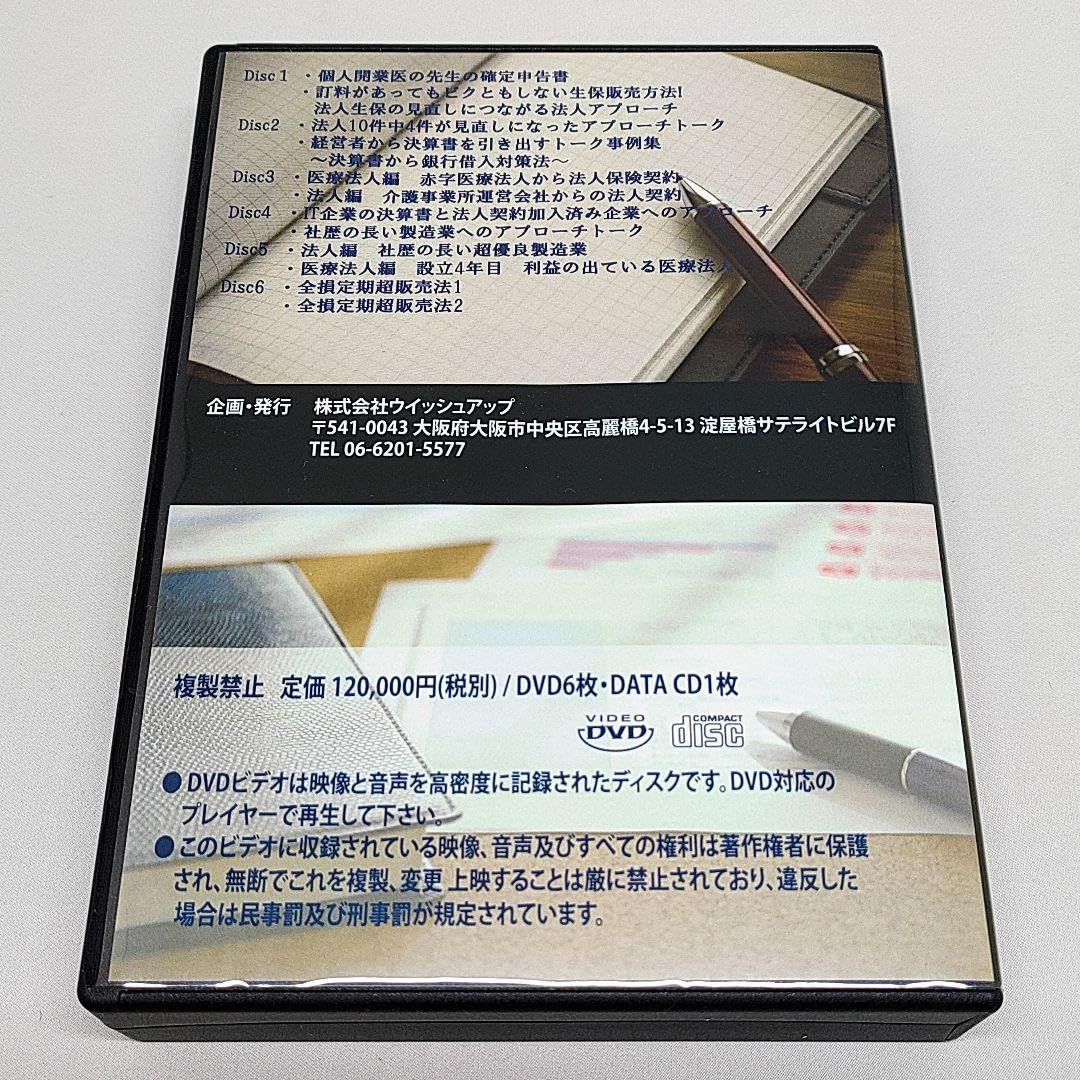 Disc 1 ・個人開業医の先生の確定申告書
・訂料があってもビクともしない生保販売方法!
法人生保の見直しにつながる法人アプローチ
Disc2 ・法人10件中4件が見直しになったアプローチトーク
・経営者から決算書を引き出すトーク事例集
～決算書から銀行借入対策法～
Disc3 ・医療法人編 赤字医療法人から法人保険契約
・法人編 介護事業所運営会社からの法人契約
Disc4 ・IT企業の決算書と法人契約加入済み企業へのアプローチ
・社歴の長い製造業へのアプローチトーク
Disc5 ・法人編 社歴の長い超優良製造業
・医療法人編 設立4年目 利益の出ている医療法人
Disc6 ・全損定期超販売法1
・全損定期超販売法2
企画・発行 株式会社ウイッシュアップ
〒541-0043 大阪府大阪市中央区高麗橋4-5-13 淀屋橋サテライトビル7F
TEL 06-6201-5577
複製禁止 定価 120,000円(税別) / DVD6枚・DATA CD1枚
VIDEO DVD COMPACT disc
●DVDビデオは映像と音声を高密度に記録されたディスクです。DVD対応の
プレイヤーで再生して下さい。
●このビデオに収録されている映像、音声及びすべての権利は著作権者に保護
され、無断でこれを複製、変更 上映することは厳に禁止されており、違反した
場合は民事罰及び刑事罰が規定されています。